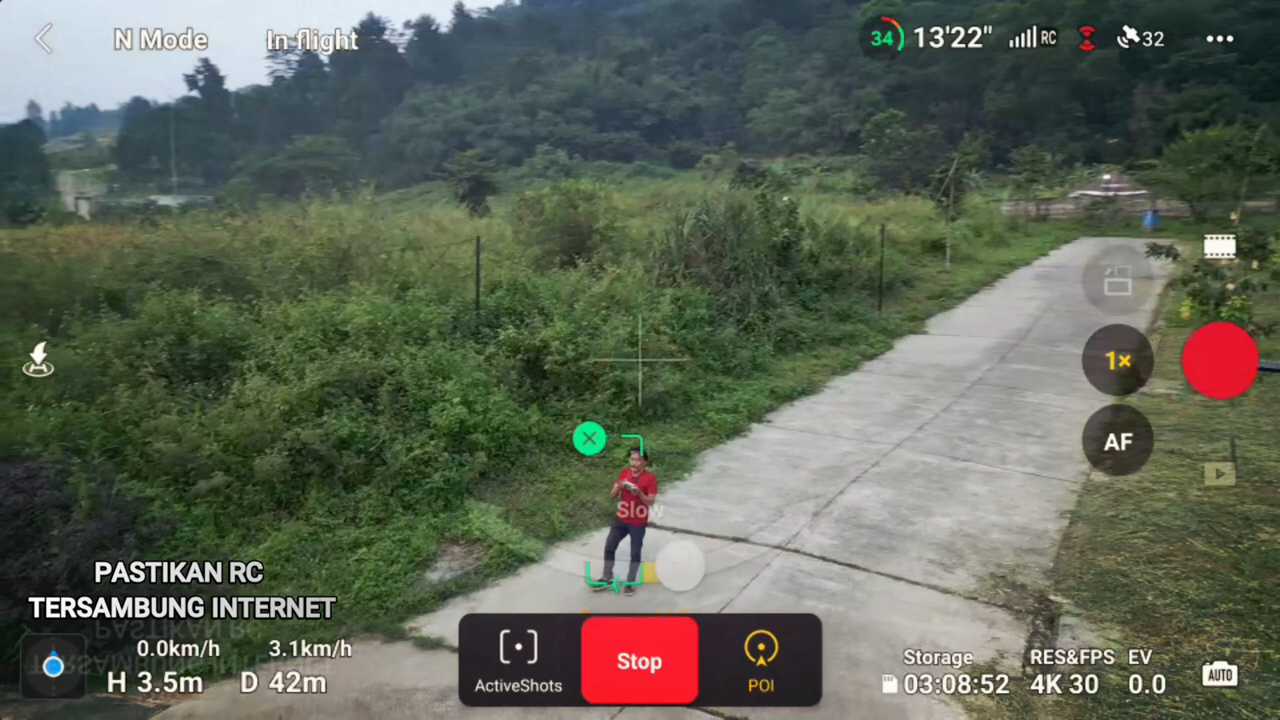 N Mode
In flight
34
13'22"
RC
32
1×
AF
Slow
PASTIKAN RC
TERSAMBUNG INTERNET
0.0km/h
3.1km/h
H 3.5m
D 42m
ActiveShots
Stop
POI
Storage
03:08:52
RES&FPS
4K 30
EV
0.0
AUTO